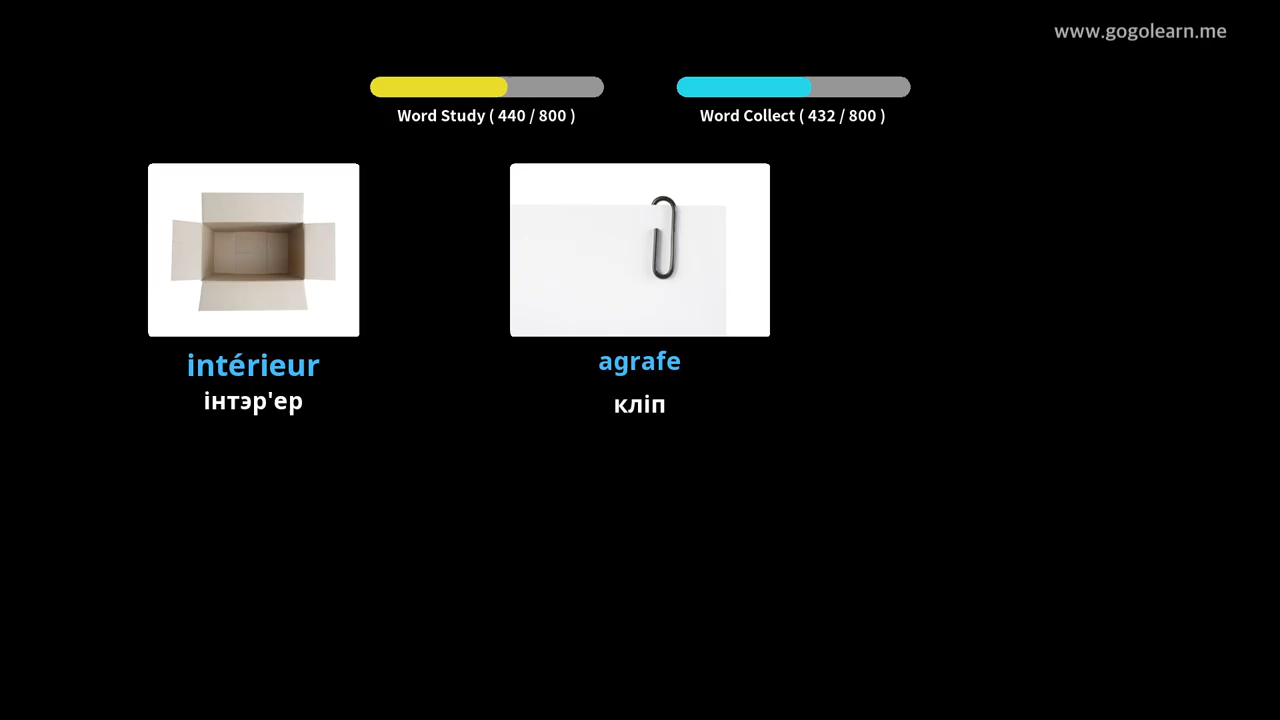 www.gogolearn.me
Word Study ( 440 / 800 )
Word Collect ( 432 / 800 )
intérieur
інтэр'ер
agrafe
кліп